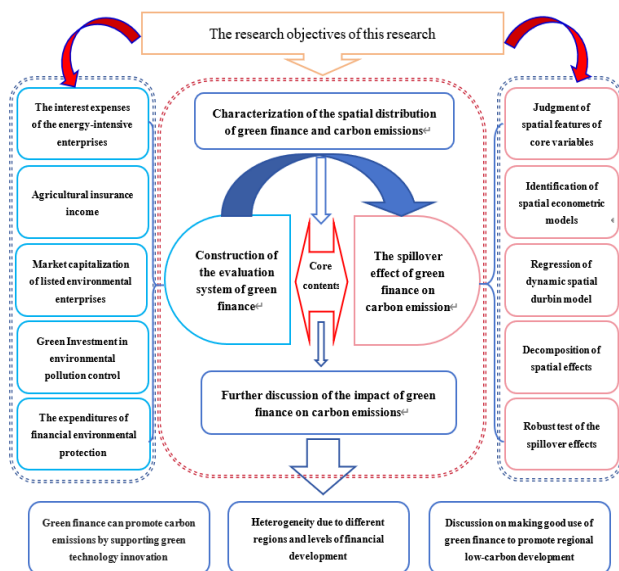 The research objectives of this research
The interest expenses
of the energy-intensive
enterprises
Agricultural insurance
income
Market capitalization
of listed environmental
enterprises
Green Investment in
environmental
pollution control
The expenditures of
financial environmental
protection
Characterization of the spatial distribution
of green finance and carbon emissions↵
Construction of
the evaluation
system of green
finance↵
Core
contents
The spillover
effect of green
finance on
carbon emission↵
Further discussion of the impact of green
finance on carbon emissions↵
Judgment of
spatial features of
core variables
Identification of
spatial econometric
models
Regression of
dynamic spatial
durbin model
Decomposition of
spatial effects
Robust test of the
spillover effects
Green finance can promote carbon
emissions by supporting green
technology innovation
Heterogeneity due to different
regions and levels of financial
development
Discussion on making good use of
green finance to promote regional
low-carbon development